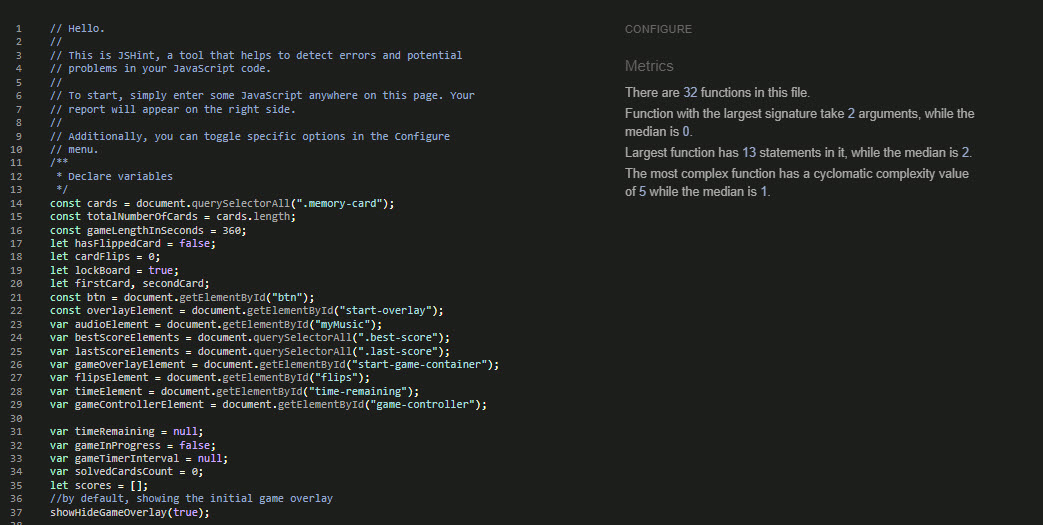 1 // Hello.
2 //
3 // This is JSHint, a tool that helps to detect errors and potential
4 // problems in your JavaScript code.
5 //
6 // To start, simply enter some JavaScript anywhere on this page. Your
7 // report will appear on the right side.
8 //
9 // Additionally, you can toggle specific options in the Configure
10 // menu.
11 /**
12  * Declare variables
13  */
14 const cards = document.querySelectorAll(".memory-card");
15 const totalNumberOfCards = cards.length;
16 const gameLengthInSeconds = 360;
17 let hasFlippedCard = false;
18 let cardFlips = 0;
19 let lockBoard = true;
20 let firstCard, secondCard;
21 const btn = document.getElementById("btn");
22 const overlayElement = document.getElementById("start-overlay");
23 var audioElement = document.getElementById("myMusic");
24 var bestScoreElements = document.querySelectorAll(".best-score");
25 var lastScoreElements = document.querySelectorAll(".last-score");
26 var gameOverlayElement = document.getElementById("start-game-container");
27 var flipsElement = document.getElementById("flips");
28 var timeElement = document.getElementById("time-remaining");
29 var gameControllerElement = document.getElementById("game-controller");
30
31 var timeRemaining = null;
32 var gameInProgress = false;
33 var gameTimerInterval = null;
34 var solvedCardsCount = 0;
35 let scores = [];
36 //by default, showing the initial game overlay
37 showHideGameOverlay(true);
CONFIGURE
Metrics
There are 32 functions in this file.
Function with the largest signature take 2 arguments, while the
median is 0.
Largest function has 13 statements in it, while the median is 2.
The most complex function has a cyclomatic complexity value
of 5 while the median is 1.